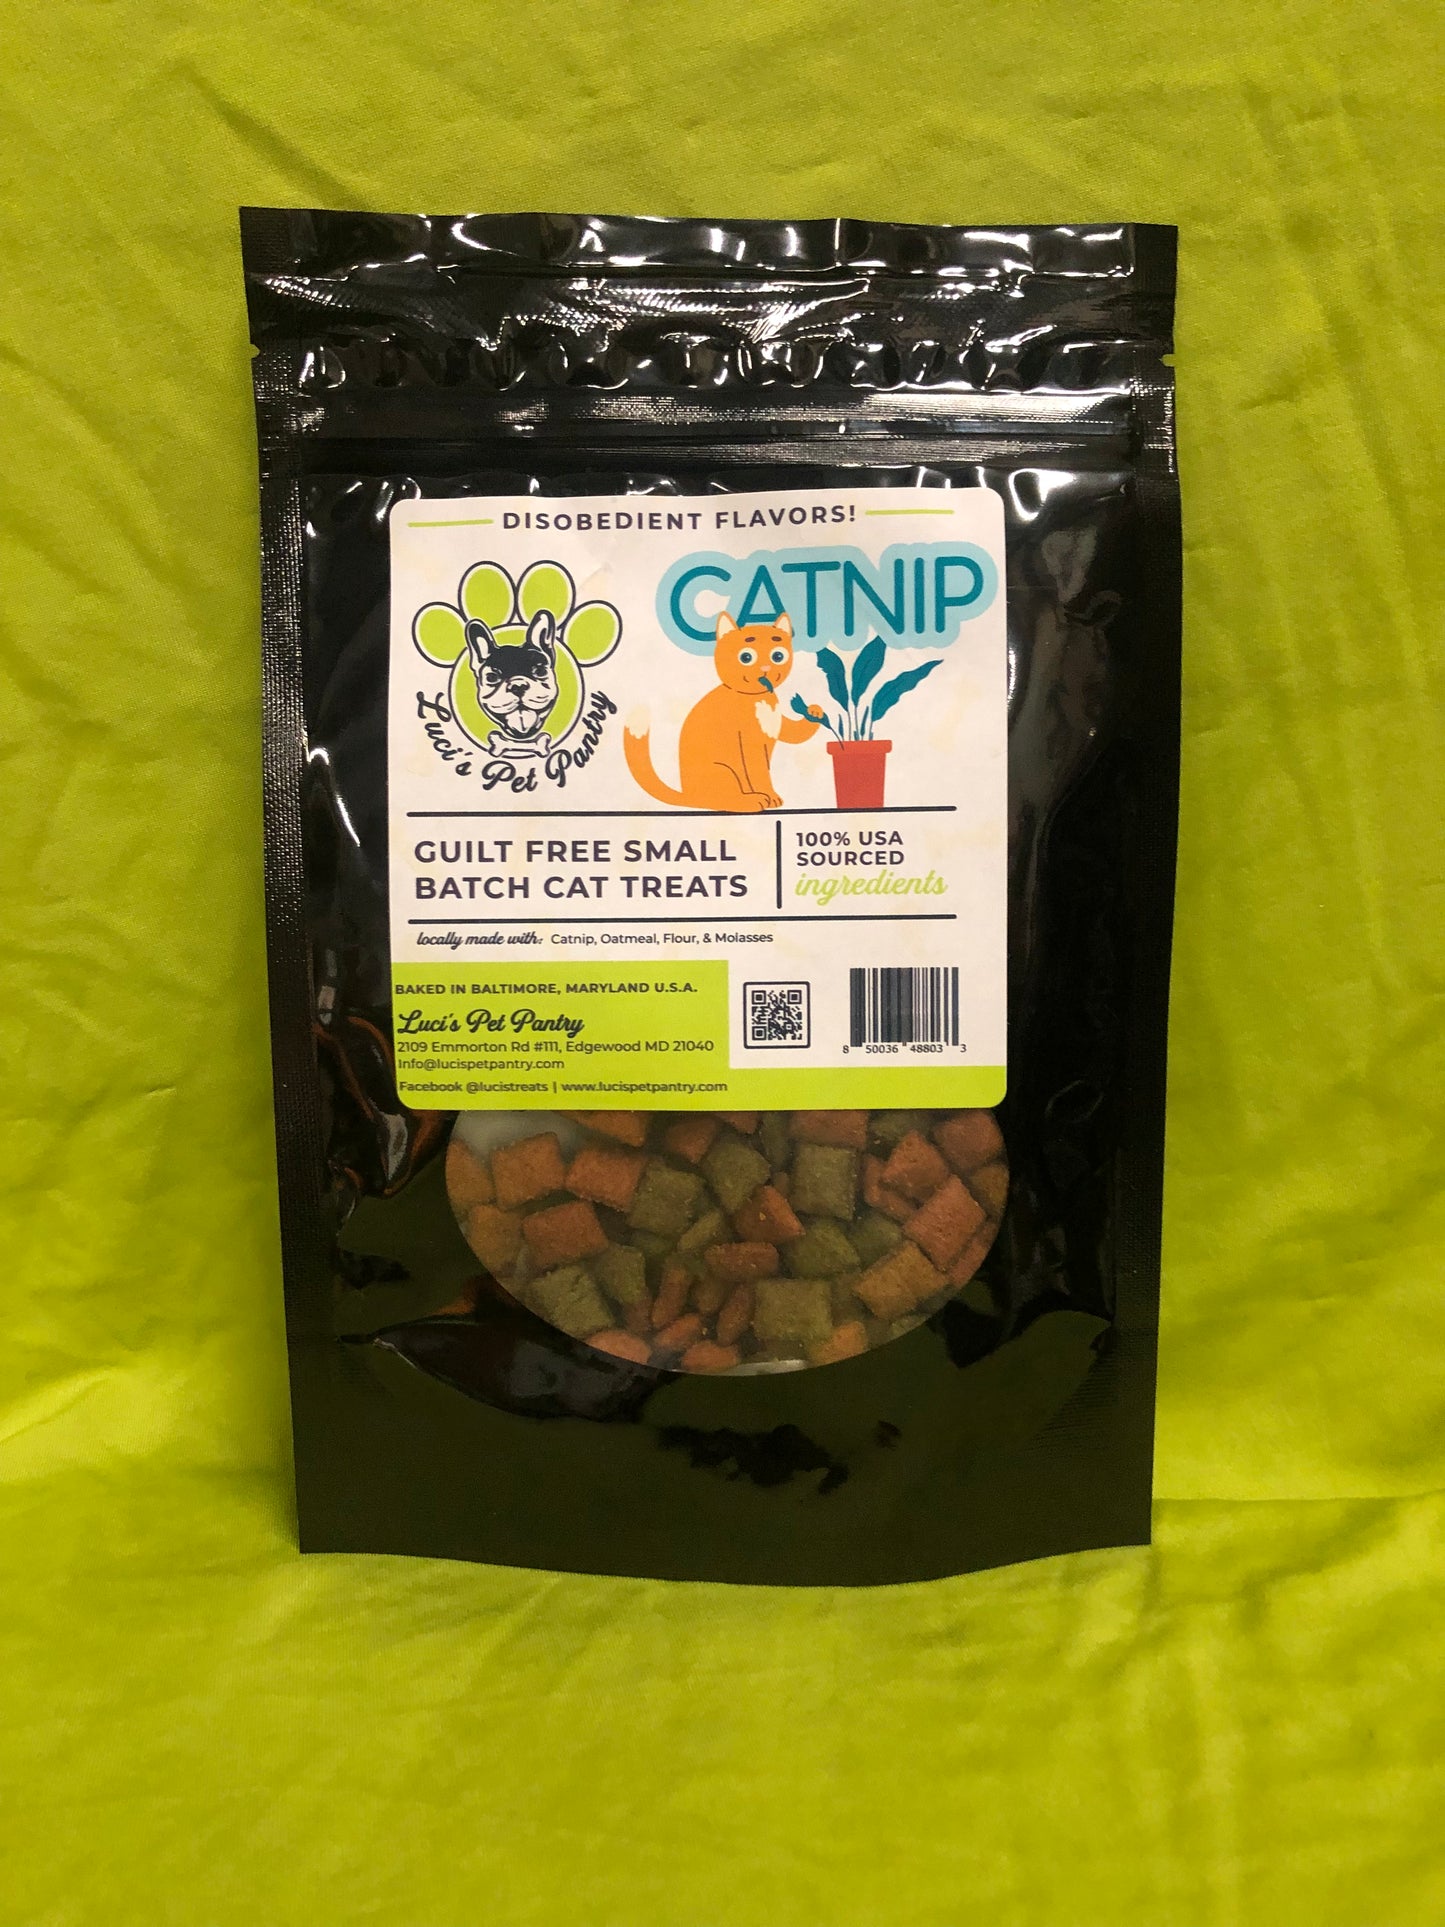 DISOBEDIENT FLAVORS!
CATNIP
Luci's Pet Pantry
GUILT FREE SMALL
BATCH CAT TREATS
100% USA
SOURCED
ingredients
locally made with: Catnip, Oatmeal, Flour, & Molasses
BAKED IN BALTIMORE, MARYLAND U.S.A.
Luci's Pet Pantry
2109 Emmorton Rd #111, Edgewood MD 21040
Info@lucispetpantry.com
Facebook @lucistreats | www.lucispetpantry.com
8 50036 48803 3